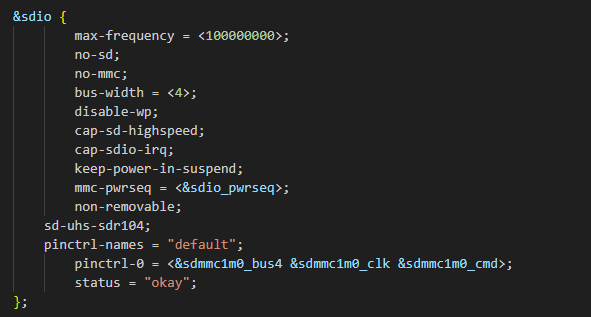 &sdio {
max-frequency = <100000000>;
no-sd;
no-mmc;
bus-width = <4>;
disable-wp;
cap-sd-highspeed;
cap-sdio-irq;
keep-power-in-suspend;
mmc-pwrseq = <&sdio_pwrseq>;
non-removable;
sd-uhs-sdr104;
pinctrl-names = "default";
pinctrl-0 = <&sdmmc1m0_bus4 &sdmmc1m0_clk &sdmmc1m0_cmd>;
status = "okay";
};